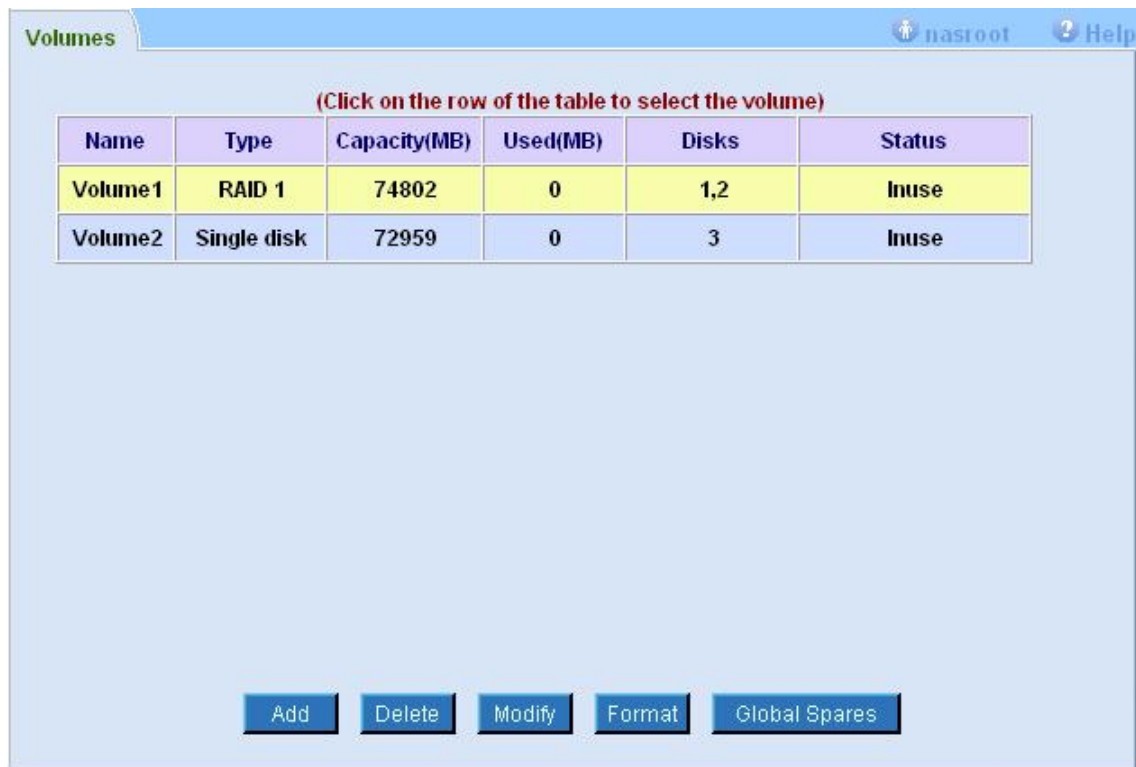 Volumes nasroot Help
(Click on the row of the table to select the volume)
Name Type Capacity(MB) Used(MB) Disks Status
Volume1 RAID 1 74802 0 1,2 Inuse
Volume2 Single disk 72959 0 3 Inuse
Add Delete Modify Format Global Spares